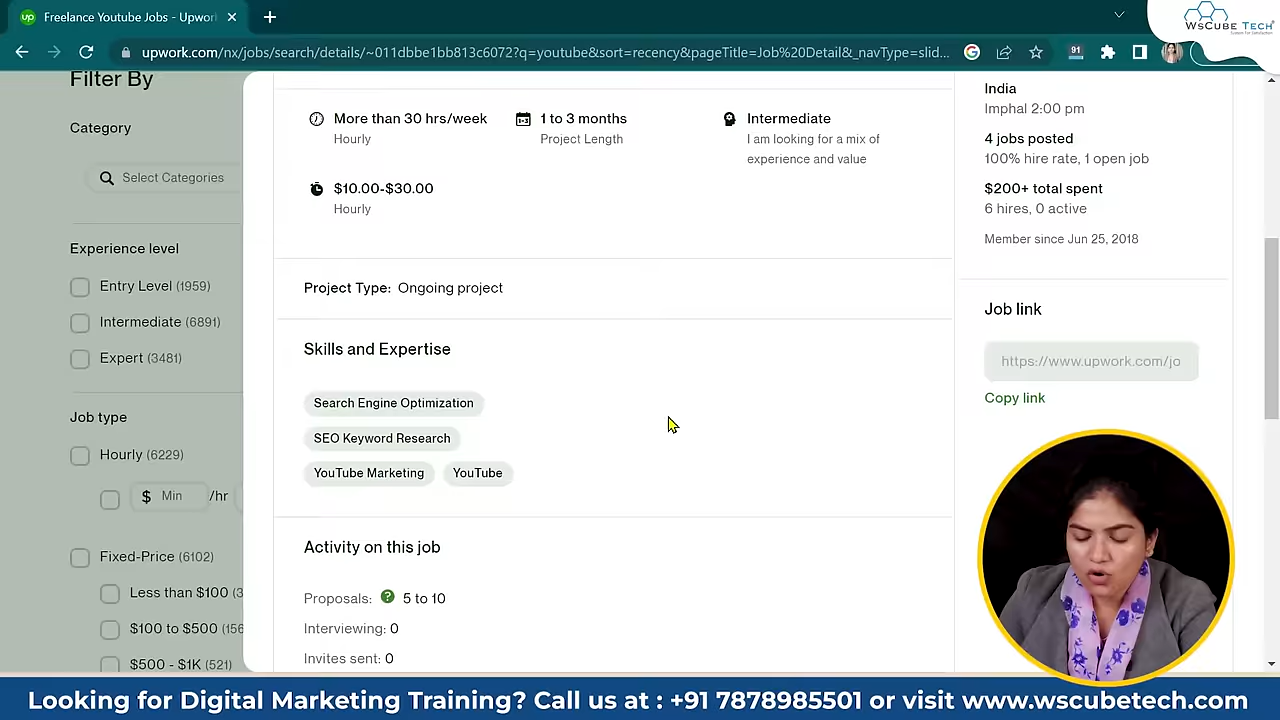 up Freelance Youtube Jobs - Upwor
WsCube Tech
upwork.com/nx/jobs/search/details/~011dbbe1bb813c6072?q=youtube&sort=recency&pageTitle=Job%20Detail&_navType=slid...
91
Filter By
Category
Select Categories
Experience level
Entry Level (1959)
Intermediate (6891)
Expert (3481)
Job type
Hourly (6229)
$ Min /hr
Fixed-Price (6102)
Less than $100 (3
$100 to $500 (156
$500 - $1K (521)
More than 30 hrs/week
Hourly
1 to 3 months
Project Length
Intermediate
I am looking for a mix of
experience and value
$10.00-$30.00
Hourly
Project Type: Ongoing project
Skills and Expertise
Search Engine Optimization
SEO Keyword Research
YouTube Marketing YouTube
Activity on this job
Proposals: ? 5 to 10
Interviewing: 0
Invites sent: 0
India
Imphal 2:00 pm
4 jobs posted
100% hire rate, 1 open job
$200+ total spent
6 hires, 0 active
Member since Jun 25, 2018
Job link
https://www.upwork.com/jo
Copy link
Looking for Digital Marketing Training? Call us at : +91 7878985501 or visit www.wscubetech.com